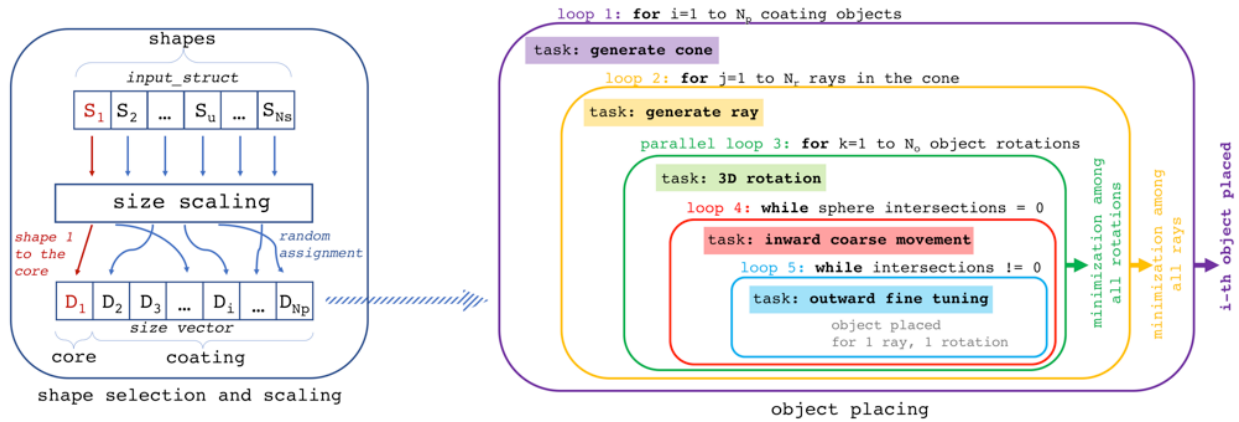 shapes
input_struct
S1 S2 … Su … SNs
size scaling
shape 1
to the
core
random
assignment
D1 D2 D3 … Di … DNp
size vector
core
coating
shape selection and scaling
loop 1: for i=1 to Np coating objects
task: generate cone
loop 2: for j=1 to Nr rays in the cone
task: generate ray
parallel loop 3: for k=1 to No object rotations
task: 3D rotation
loop 4: while sphere intersections = 0
task: inward coarse movement
loop 5: while intersections != 0
task: outward fine tuning
object placed
for 1 ray, 1 rotation
minimization among
all rotations
minimization among
all rays
i-th object placed
object placing